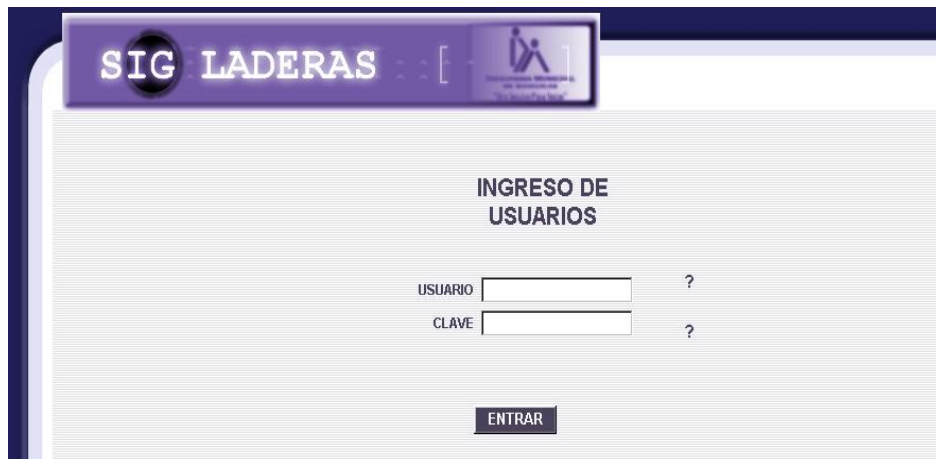 SIG LADERAS [ ]
INGRESO DE
USUARIOS
USUARIO ?
CLAVE ?
ENTRAR